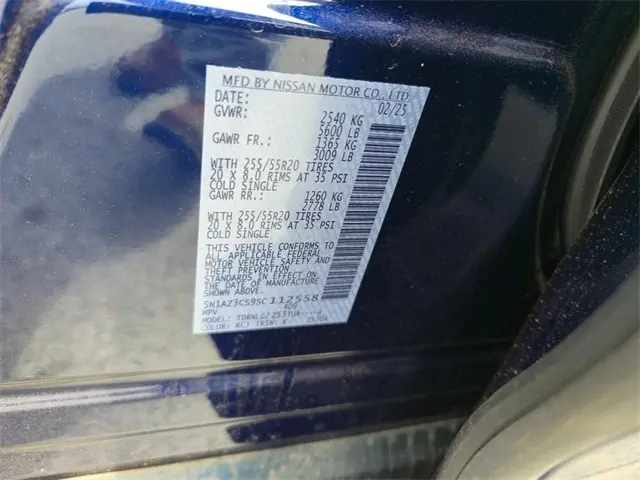 MFD BY NISSAN MOTOR CO., LTD
DATE: 02/25
GVWR: 2540 KG
5600 LB
GAWR FR.: 1365 KG
3009 LB
WITH 255/55R20 TIRES
20 X 8.0 RIMS AT 35 PSI
COLD SINGLE
GAWR RR.: 1260 KG
2778 LB
WITH 255/55R20 TIRES
20 X 8.0 RIMS AT 35 PSI
COLD SINGLE
THIS VEHICLE CONFORMS TO
ALL APPLICABLE FEDERAL
MOTOR VEHICLE SAFETY AND
THEFT PREVENTION
STANDARDS IN EFFECT ON
THE DATE OF MANUFACTURE
SHOWN ABOVE.
5N1AZ3CS9SC112558
MPV
MODEL:
COLOR: TRIM: K